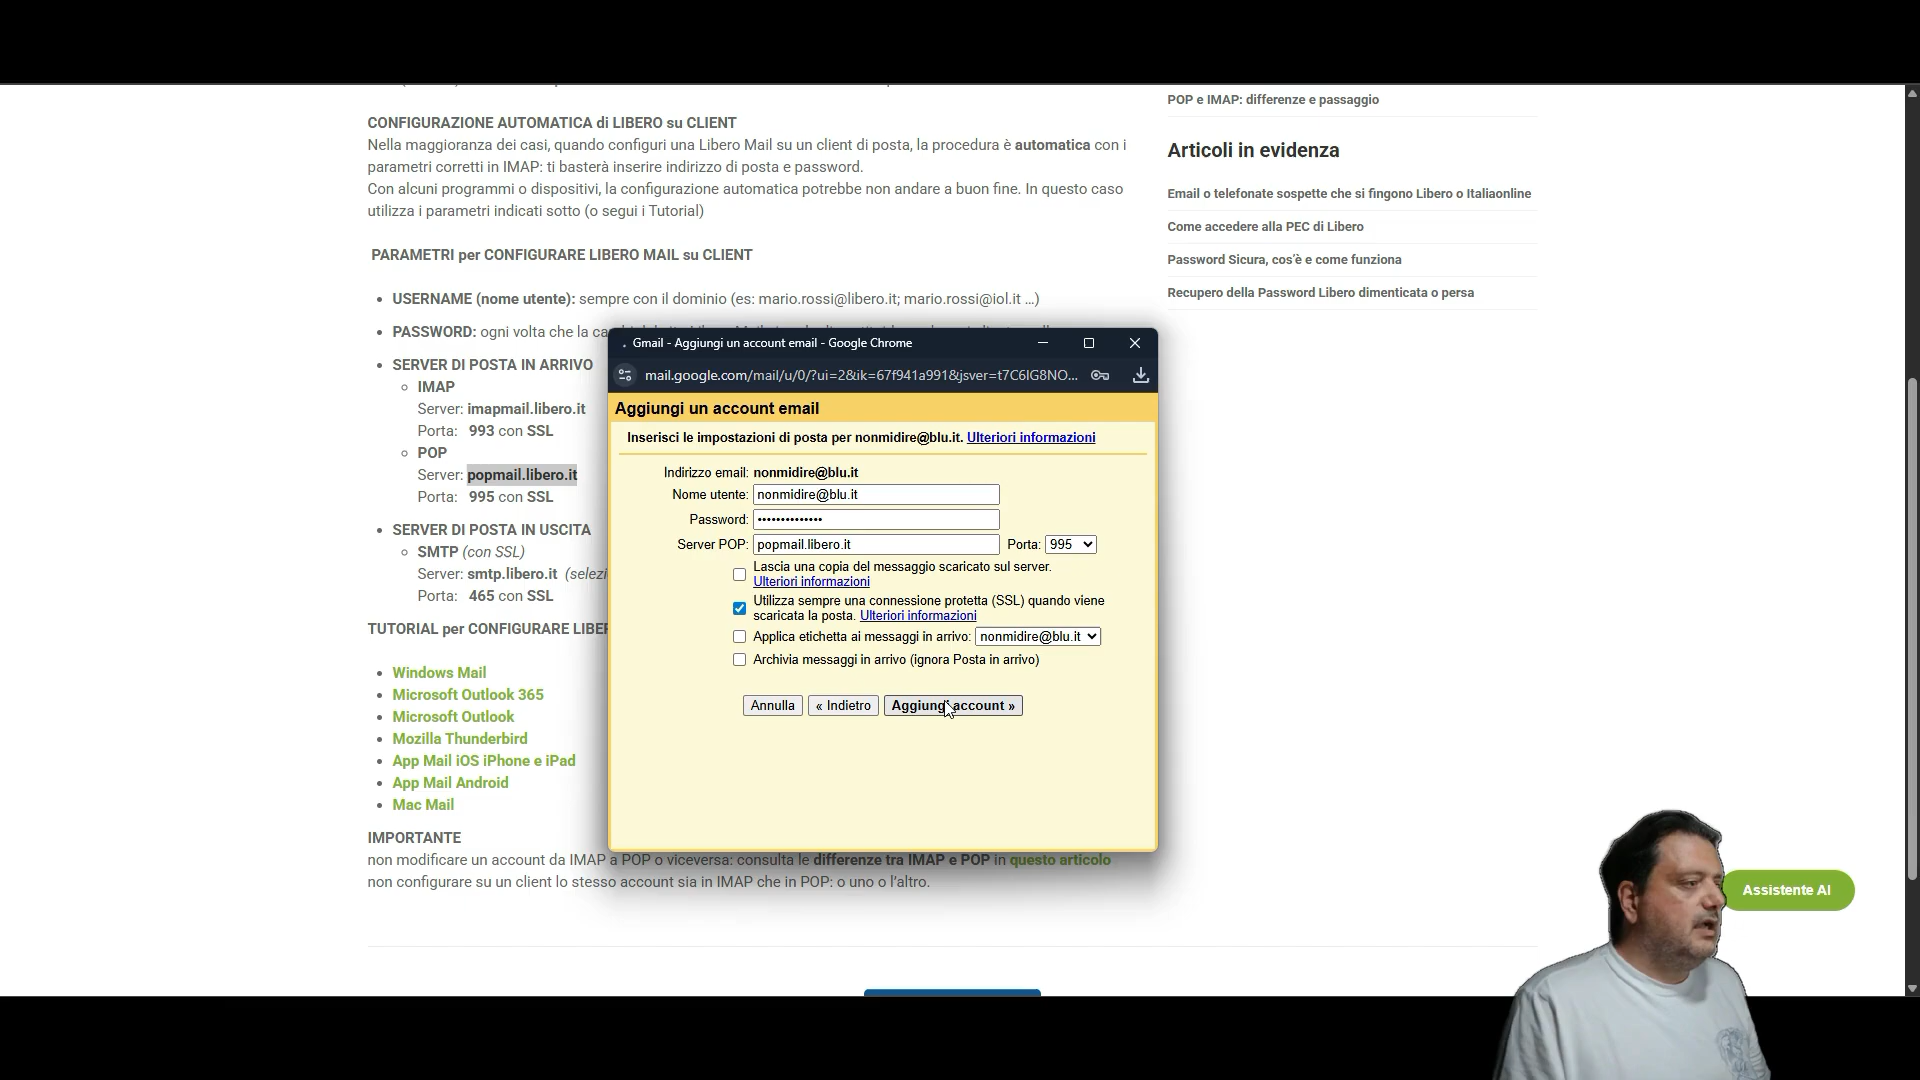 POP e IMAP: differenze e passaggio
CONFIGURAZIONE AUTOMATICA di LIBERO su CLIENT
Nella maggioranza dei casi, quando configuri una Libero Mail su un client di posta, la procedura è automatica con i
parametri corretti in IMAP: ti basterà inserire indirizzo di posta e password.
Con alcuni programmi o dispositivi, la configurazione automatica potrebbe non andare a buon fine. In questo caso
utilizza i parametri indicati sotto (o segui i Tutorial)
Articoli in evidenza
Email o telefonate sospette che si fingono Libero o Italiaonline
Come accedere alla PEC di Libero
Password Sicura, cos'è e come funziona
Recupero della Password Libero dimenticata o persa
PARAMETRI per CONFIGURARE LIBERO MAIL su CLIENT
USERNAME (nome utente): sempre con il dominio (es: mario.rossi@libero.it; mario.rossi@iol.it ...)
PASSWORD: ogni volta che la
SERVER DI POSTA IN ARRIVO
IMAP
Server: imapmail.libero.it
Porta: 993 con SSL
POP
Server: popmail.libero.it
Porta: 995 con SSL
SERVER DI POSTA IN USCITA
SMTP (con SSL)
Server: smtp.libero.it (selezi
Porta: 465 con SSL
TUTORIAL per CONFIGURARE LIBER
Windows Mail
Microsoft Outlook 365
Microsoft Outlook
Mozilla Thunderbird
App Mail iOS iPhone e iPad
App Mail Android
Mac Mail
IMPORTANTE
non modificare un account da IMAP a POP o viceversa: consulta le differenze tra IMAP e POP in questo articolo
non configurare su un client lo stesso account sia in IMAP che in POP: o uno o l'altro.
Gmail - Aggiungi un account email - Google Chrome
mail.google.com/mail/u/0/?ui=2&ik=67f941a991&jsver=t7C6IG8NO...
Aggiungi un account email
Inserisci le impostazioni di posta per nonmidire@blu.it. Ulteriori informazioni
Indirizzo email: nonmidire@blu.it
Nome utente: nonmidire@blu.it
Password: ••••••••••••••
Server POP: popmail.libero.it Porta: 995
Lascia una copia del messaggio scaricato sul server.
Ulteriori informazioni
Utilizza sempre una connessione protetta (SSL) quando viene
scaricata la posta. Ulteriori informazioni
Applica etichetta ai messaggi in arrivo: nonmidire@blu.it
Archivia messaggi in arrivo (ignora Posta in arrivo)
Annulla « Indietro Aggiungi account »
Assistente AI